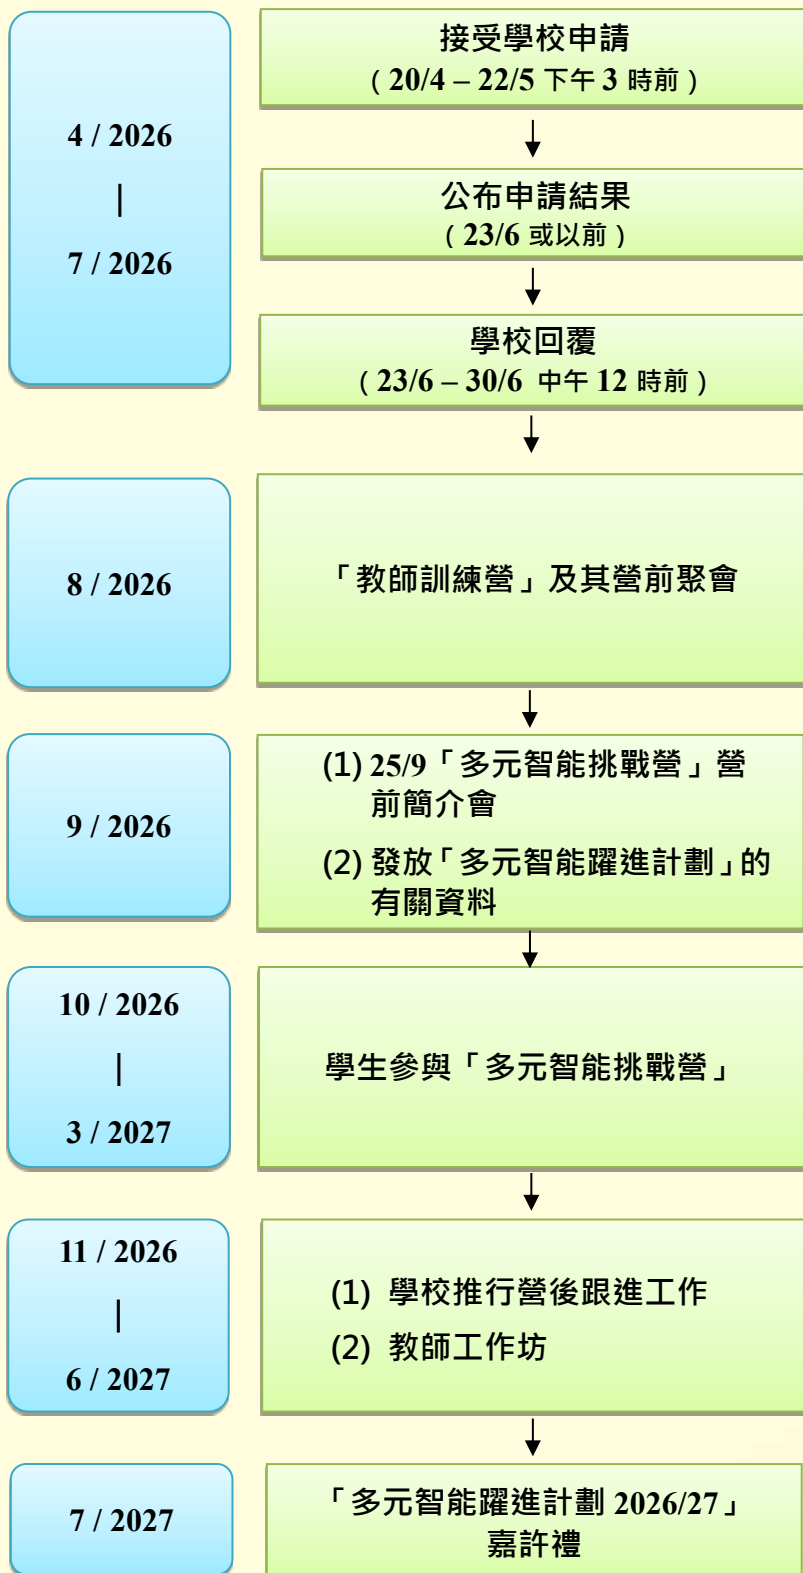 4 / 2026
|
7 / 2026
接受學校申請
（20/4 – 22/5 下午 3 時前）
公布申請結果
（23/6 或以前）
學校回覆
（23/6 – 30/6 中午 12 時前）
8 / 2026
「教師訓練營」及其營前聚會
9 / 2026
(1) 25/9「多元智能挑戰營」營
前簡介會
(2) 發放「多元智能躍進計劃」的
有關資料
10 / 2026
|
3 / 2027
學生參與「多元智能挑戰營」
11 / 2026
|
6 / 2027
(1) 學校推行營後跟進工作
(2) 教師工作坊
7 / 2027
「多元智能躍進計劃 2026/27」
嘉許禮